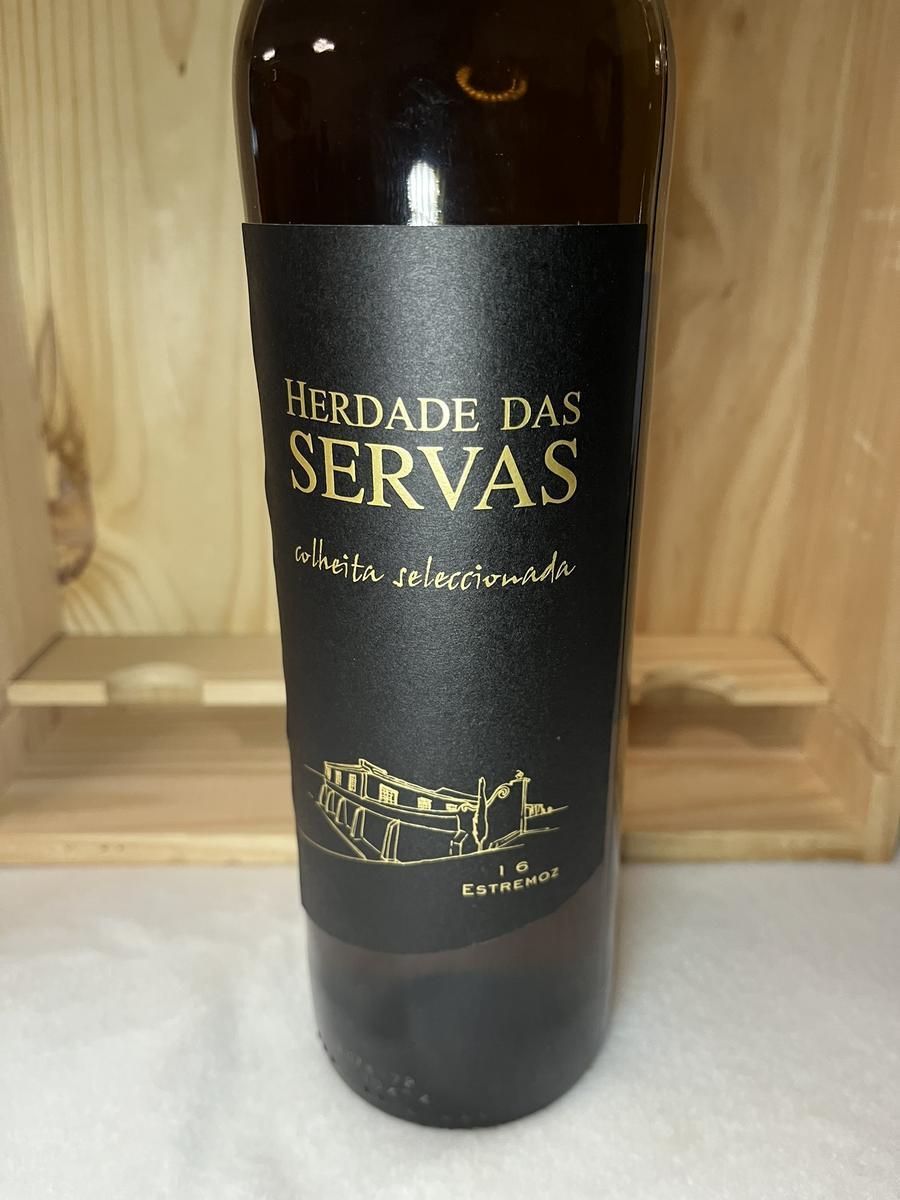 HERDADE DAS
SERVAS
colheita seleccionada
16
ESTREMOZ